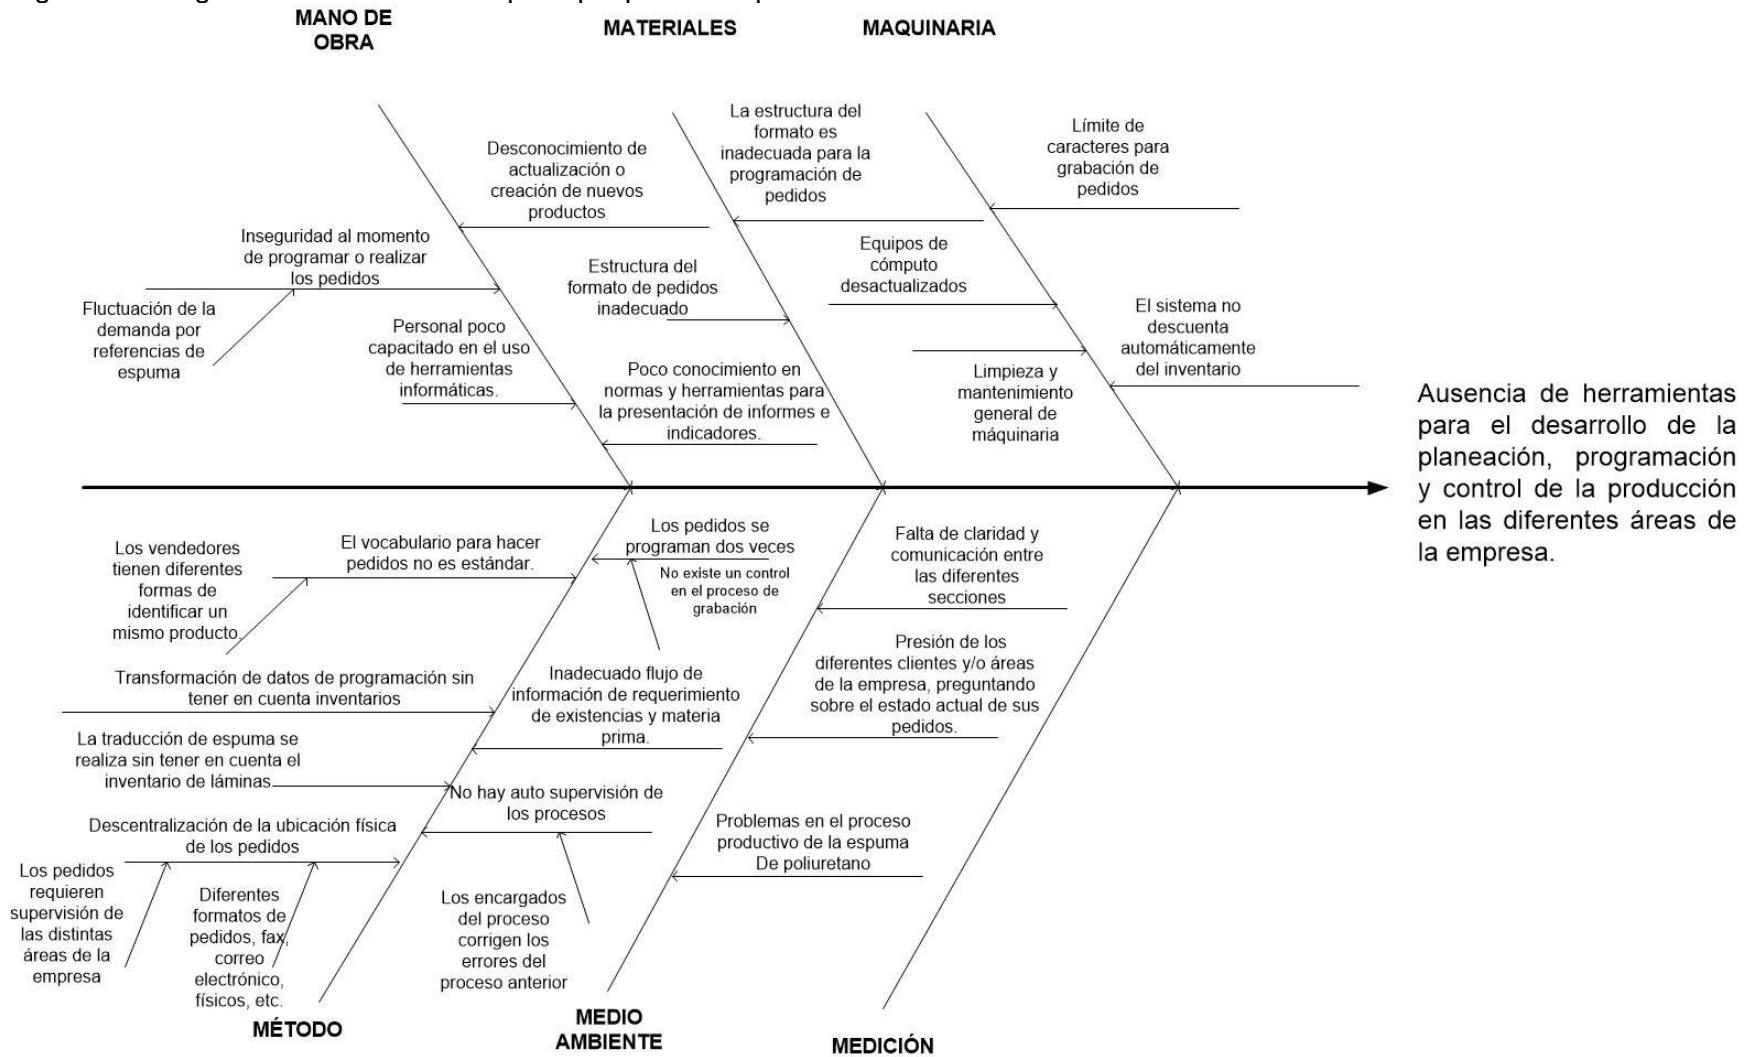 MANO DE
OBRA
MATERIALES
MAQUINARIA
Desconocimiento de
actualización o
creación de nuevos
productos
Inseguridad al momento
de programar o realizar
los pedidos
Fluctuación de la
demanda por
referencias de
espuma
Personal poco
capacitado en el uso
de herramientas
informáticas.
Poco conocimiento en
normas y herramientas para
la presentación de informes e
indicadores.
La estructura del
formato es
inadecuada para la
programación de
pedidos
Estructura del
formato de pedidos
inadecuado
Límite de
caracteres para
grabación de
pedidos
Equipos de
cómputo
desactualizados
El sistema no
descuenta
automáticamente
del inventario
Limpieza y
mantenimiento
general de
máquinaria
Ausencia de herramientas
para el desarrollo de la
planeación, programación
y control de la producción
en las diferentes áreas de
la empresa.
Los vendedores
tienen diferentes
formas de
identificar un
mismo producto.
El vocabulario para hacer
pedidos no es estándar.
Los pedidos se
programan dos veces
No existe un control
en el proceso de
grabación
Transformación de datos de programación sin
tener en cuenta inventarios
Inadecuado flujo de
información de requerimiento
de existencias y materia
prima.
La traducción de espuma se
realiza sin tener en cuenta el
inventario de láminas
No hay auto supervisión de
los procesos
Descentralización de la ubicación física
de los pedidos
Los pedidos
requieren
supervisión de
las distintas
áreas de la
empresa
Diferentes
formatos de
pedidos, fax,
correo
electrónico,
físicos, etc.
Los encargados
del proceso
corrigen los
errores del
proceso anterior
Falta de claridad y
comunicación entre
las diferentes
secciones
Presión de los
diferentes clientes y/o áreas
de la empresa, preguntando
sobre el estado actual de sus
pedidos.
Problemas en el proceso
productivo de la espuma
De poliuretano
MÉTODO
MEDIO
AMBIENTE
MEDICIÓN